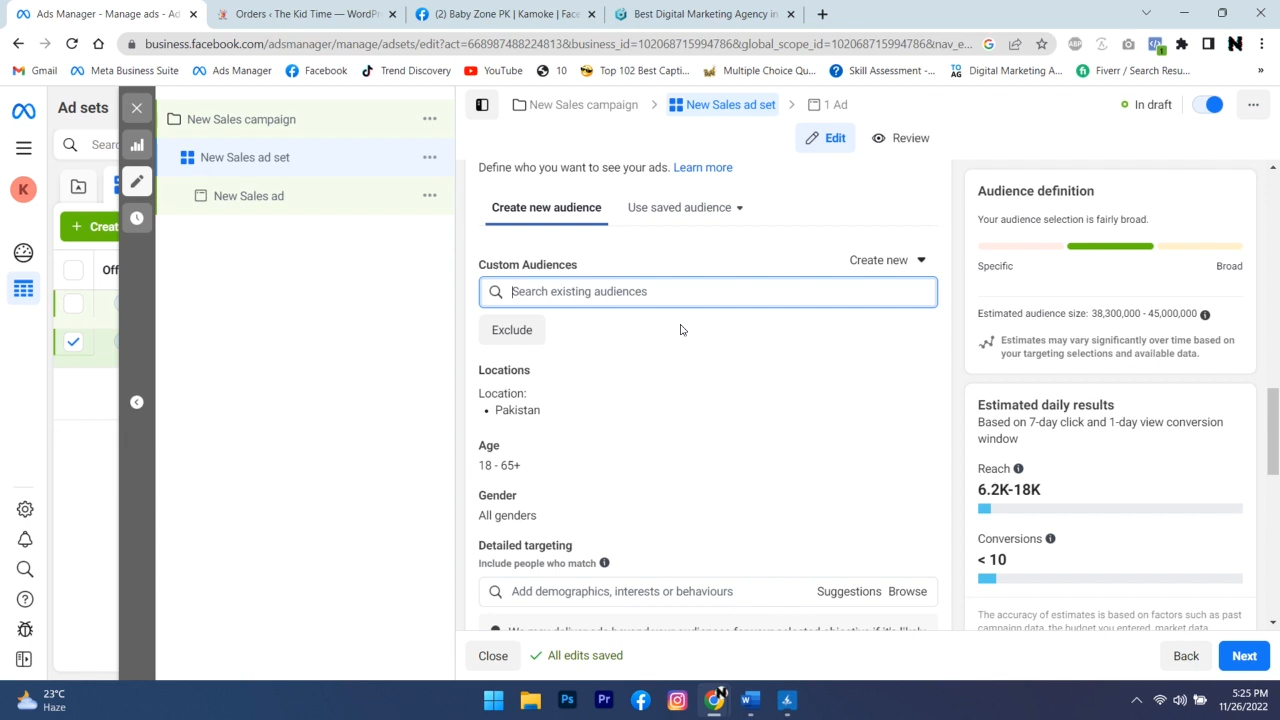 Ads Manager - Manage ads - Ad
Orders ‹ The Kid Time — WordPr
(2) Baby Zone PK | Kamoke | Face
Best Digital Marketing Agency in
business.facebook.com/adsmanager/manage/adsets/edit?act=668987488224813&business_id=10206871599478&global_scope_id=10206871599478&nav_e...
Gmail
Meta Business Suite
Ads Manager
Facebook
Trend Discovery
YouTube
10
Top 102 Best Capti...
Multiple Choice Qu...
Skill Assessment -...
Digital Marketing A...
Fiverr / Search Resu...
Ad sets
Searc
K
+ Creat
Off
New Sales campaign
New Sales ad set
New Sales ad
New Sales campaign > New Sales ad set > 1 Ad
In draft
Edit
Review
Define who you want to see your ads. Learn more
Create new audience
Use saved audience
Custom Audiences
Create new
Search existing audiences
Exclude
Locations
Location:
• Pakistan
Age
18 - 65+
Gender
All genders
Detailed targeting
Include people who match
Add demographics, interests or behaviours
Suggestions Browse
Close
All edits saved
Back
Next
Audience definition
Your audience selection is fairly broad.
Specific
Broad
Estimated audience size: 38,300,000 - 45,000,000
Estimates may vary significantly over time based on
your targeting selections and available data.
Estimated daily results
Based on 7-day click and 1-day view conversion
window
Reach
6.2K-18K
Conversions
< 10
The accuracy of estimates is based on factors such as past
campaign data, the budget you entered, market data
23°C
Haze
5:25 PM
11/26/2022